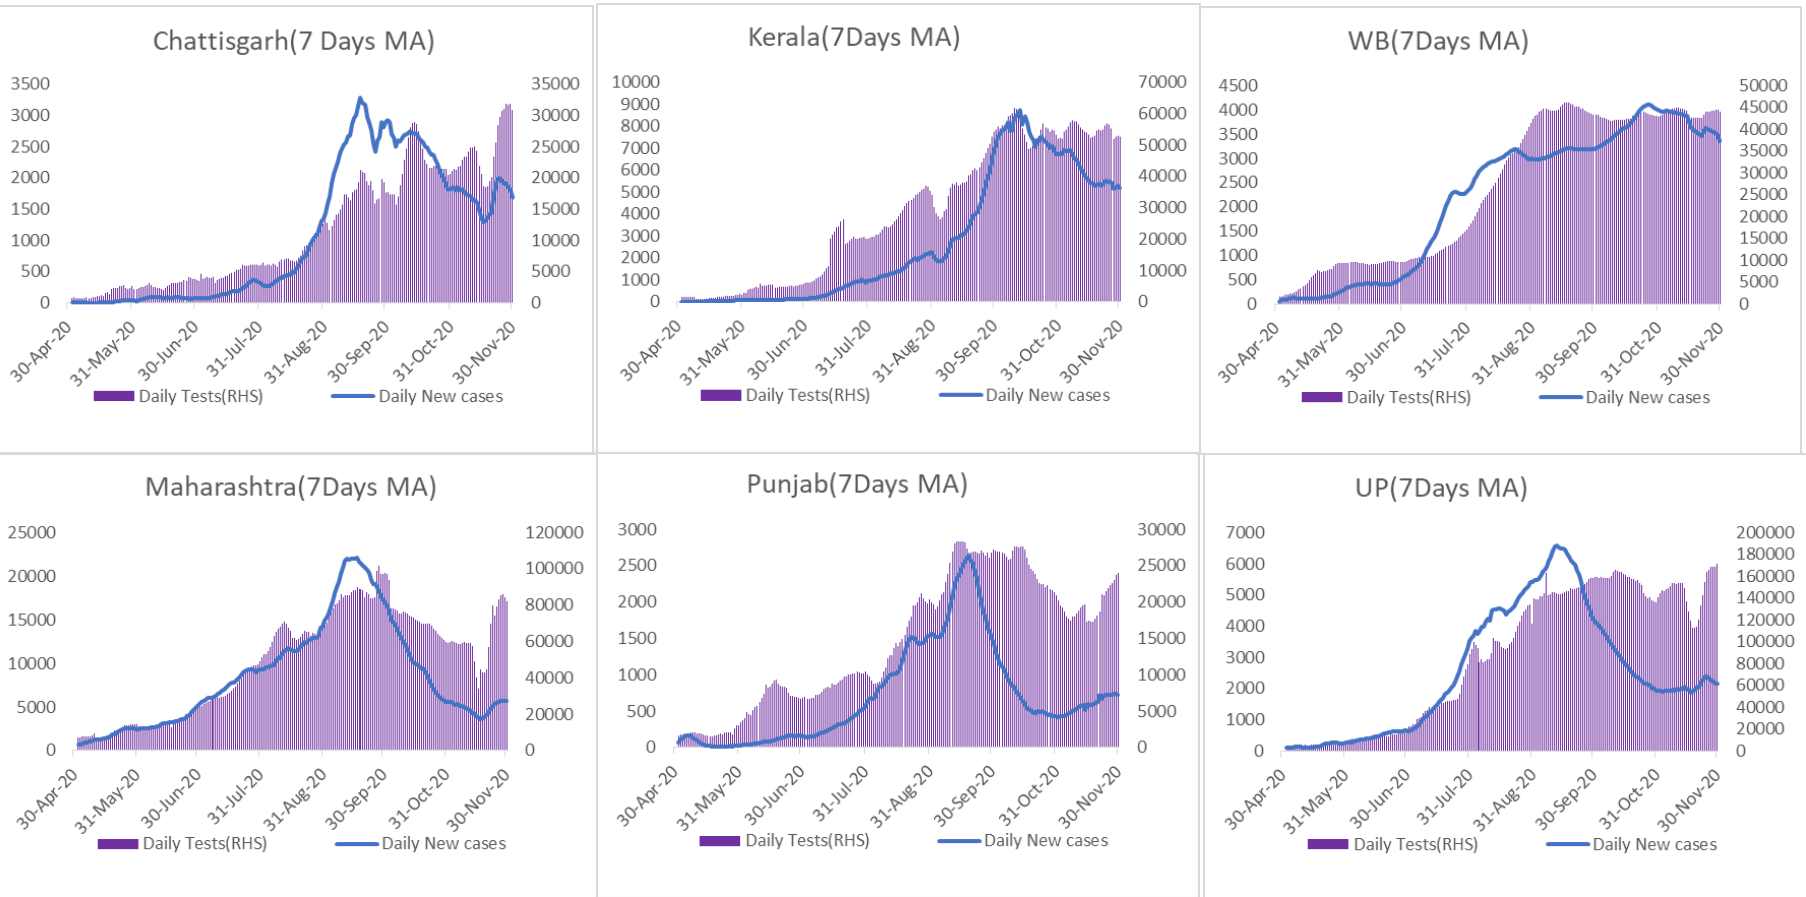 Chattisgarh(7 Days MA)
3500
3000
2500
2000
1500
1000
500
0
35000
30000
25000
20000
15000
10000
5000
0
30-Apr-20
31-May-20
30-Jun-20
31-Jul-20
31-Aug-20
30-Sep-20
31-Oct-20
30-Nov-20
Daily Tests(RHS)
Daily New cases
Kerala(7Days MA)
10000
9000
8000
7000
6000
5000
4000
3000
2000
1000
0
70000
60000
50000
40000
30000
20000
10000
0
30-Apr-20
31-May-20
30-Jun-20
31-Jul-20
31-Aug-20
30-Sep-20
31-Oct-20
30-Nov-20
Daily Tests(RHS)
Daily New cases
WB(7Days MA)
4500
4000
3500
3000
2500
2000
1500
1000
500
0
50000
45000
40000
35000
30000
25000
20000
15000
10000
5000
0
30-Apr-20
31-May-20
30-Jun-20
31-Jul-20
31-Aug-20
30-Sep-20
31-Oct-20
30-Nov-20
Daily Tests(RHS)
Daily New cases
Maharashtra(7Days MA)
25000
20000
15000
10000
5000
0
120000
100000
80000
60000
40000
20000
0
30-Apr-20
31-May-20
30-Jun-20
31-Jul-20
31-Aug-20
30-Sep-20
31-Oct-20
30-Nov-20
Daily Tests(RHS)
Daily New cases
Punjab(7Days MA)
3000
2500
2000
1500
1000
500
0
30000
25000
20000
15000
10000
5000
0
30-Apr-20
31-May-20
30-Jun-20
31-Jul-20
31-Aug-20
30-Sep-20
31-Oct-20
30-Nov-20
Daily Tests(RHS)
Daily New cases
UP(7Days MA)
7000
6000
5000
4000
3000
2000
1000
0
200000
180000
160000
140000
120000
100000
80000
60000
40000
20000
0
30-Apr-20
31-May-20
30-Jun-20
31-Jul-20
31-Aug-20
30-Sep-20
31-Oct-20
30-Nov-20
Daily Tests(RHS)
Daily New cases